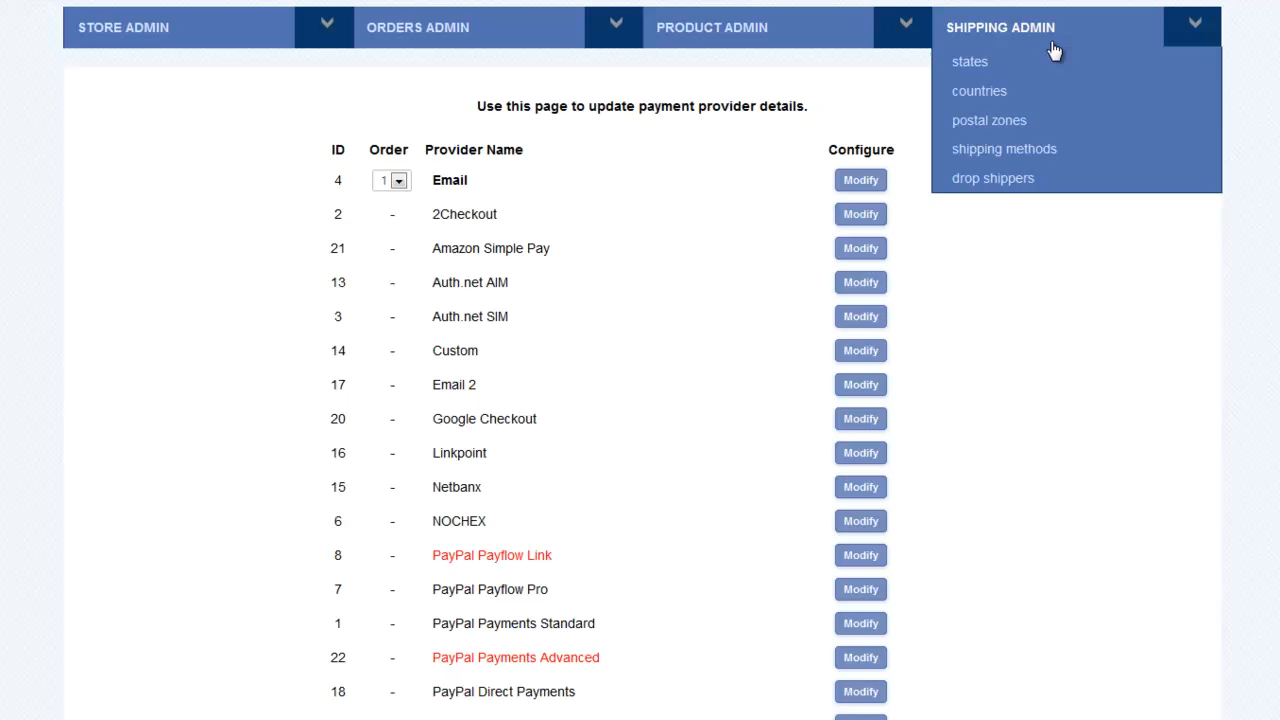 STORE ADMIN ORDERS ADMIN PRODUCT ADMIN SHIPPING ADMIN
states
countries
postal zones
shipping methods
drop shippers
Use this page to update payment provider details.
ID Order Provider Name Configure
4 1 Email Modify
2 - 2Checkout Modify
21 - Amazon Simple Pay Modify
13 - Auth.net AIM Modify
3 - Auth.net SIM Modify
14 - Custom Modify
17 - Email 2 Modify
20 - Google Checkout Modify
16 - Linkpoint Modify
15 - Netbanx Modify
6 - NOCHEX Modify
8 - PayPal Payflow Link Modify
7 - PayPal Payflow Pro Modify
1 - PayPal Payments Standard Modify
22 - PayPal Payments Advanced Modify
18 - PayPal Direct Payments Modify